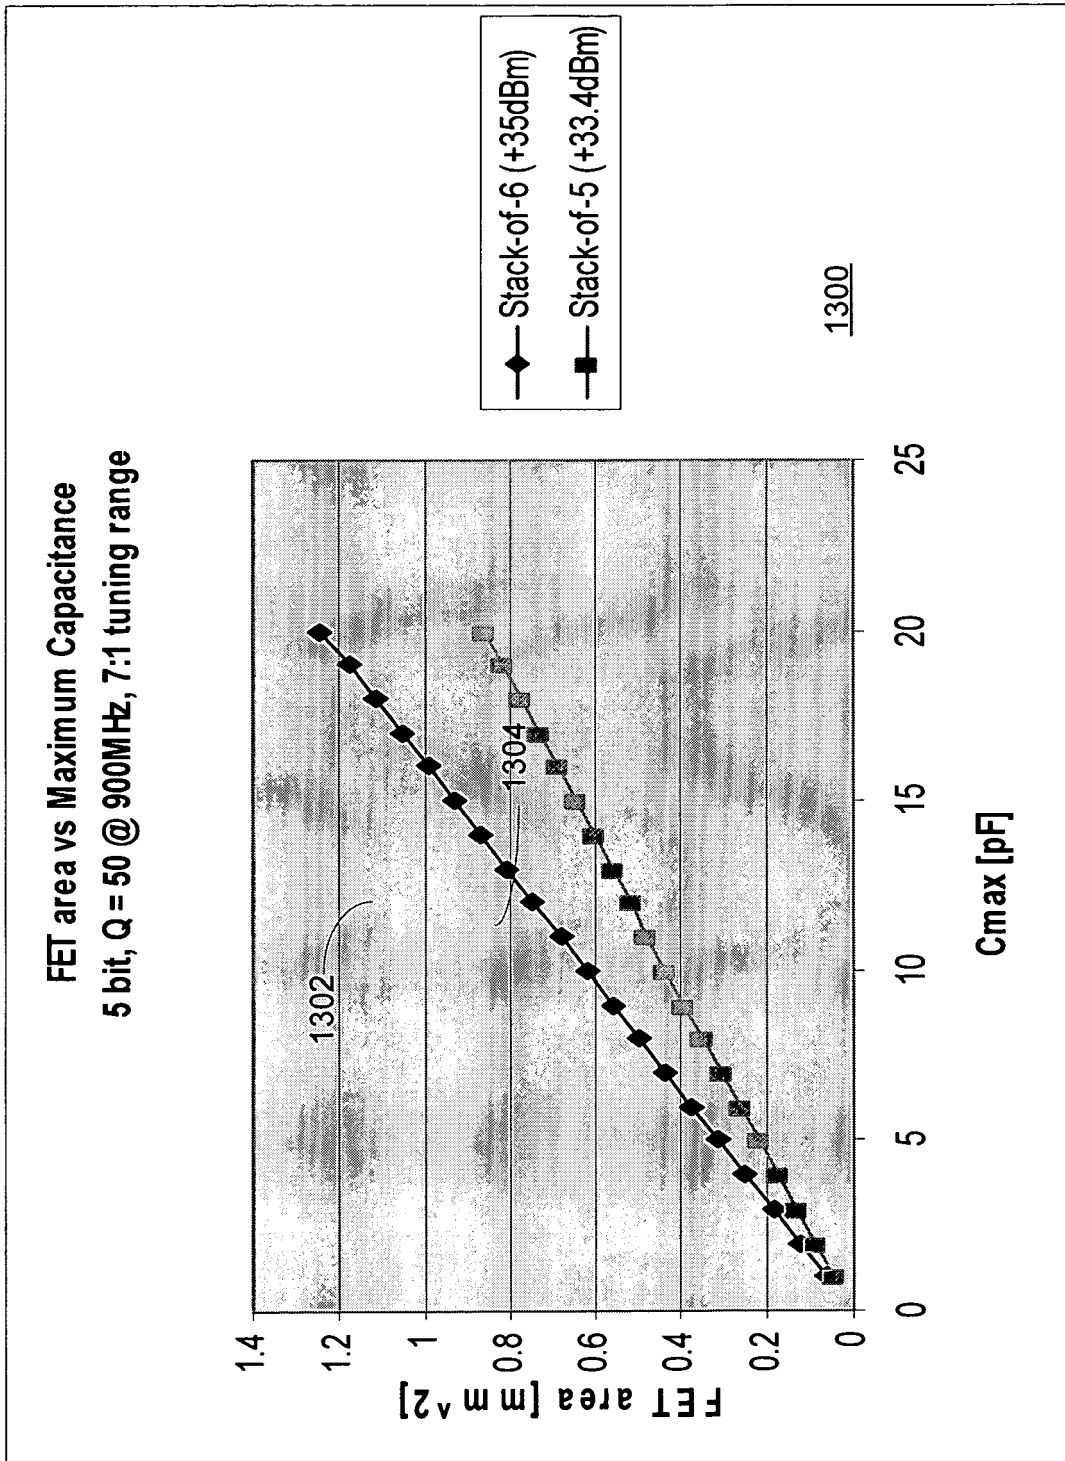 FET area vs Maximum Capacitance
5 bit, Q = 50 @ 900MHz, 7:1 tuning range
FET area [mm^2]
1.4
1.2
1
0.8
0.6
0.4
0.2
0
0
5
10
15
20
25
Cmax [pF]
1302
1304
Stack-of-6 (+35dBm)
Stack-of-5 (+33.4dBm)
1300